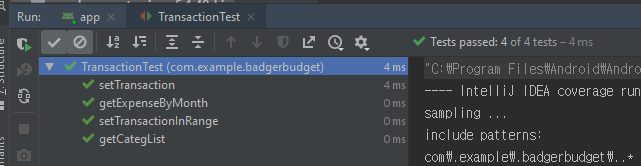 Run: app × TransactionTest ×
Tests passed: 4 of 4 tests – 4 ms
TransactionTest (com.example.badgerbudget) 4 ms
setTransaction 4 ms
getExpenseByMonth 0 ms
setTransactionInRange 0 ms
getCategList 0 ms
"C:₩Program Files₩Android₩Andro
---- IntelliJ IDEA coverage run
sampling ...
include patterns:
com₩.example₩.badgerbudget₩..*